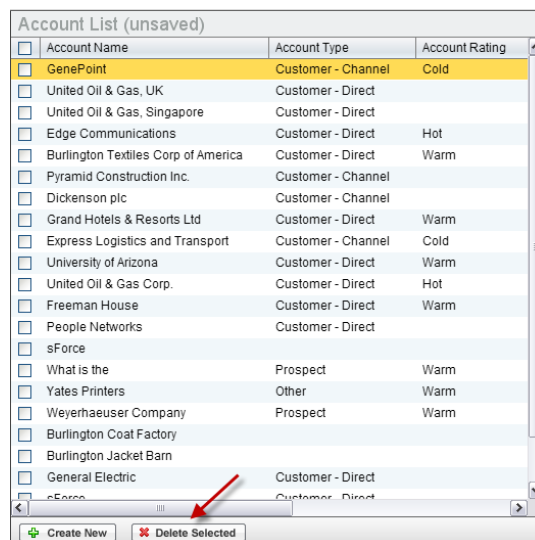 Account List (unsaved)
Account Name Account Type Account Rating
GenePoint Customer - Channel Cold
United Oil & Gas, UK Customer - Direct
United Oil & Gas, Singapore Customer - Direct
Edge Communications Customer - Direct Hot
Burlington Textiles Corp of America Customer - Direct Warm
Pyramid Construction Inc. Customer - Channel
Dickenson plc Customer - Channel
Grand Hotels & Resorts Ltd Customer - Direct Warm
Express Logistics and Transport Customer - Channel Cold
University of Arizona Customer - Direct Warm
United Oil & Gas Corp. Customer - Direct Hot
Freeman House Customer - Direct Warm
People Networks Customer - Direct
sForce
What is the Prospect Warm
Yates Printers Other Warm
Weyerhaeuser Company Prospect Warm
Burlington Coat Factory
Burlington Jacket Barn
General Electric Customer - Direct
sForce Customer - Direct
Create New Delete Selected